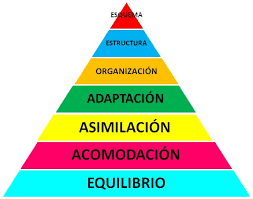 ESQUEMA
ESTRUCTURA
ORGANIZACIÓN
ADAPTACIÓN
ASIMILACIÓN
ACOMODACIÓN
EQUILIBRIO